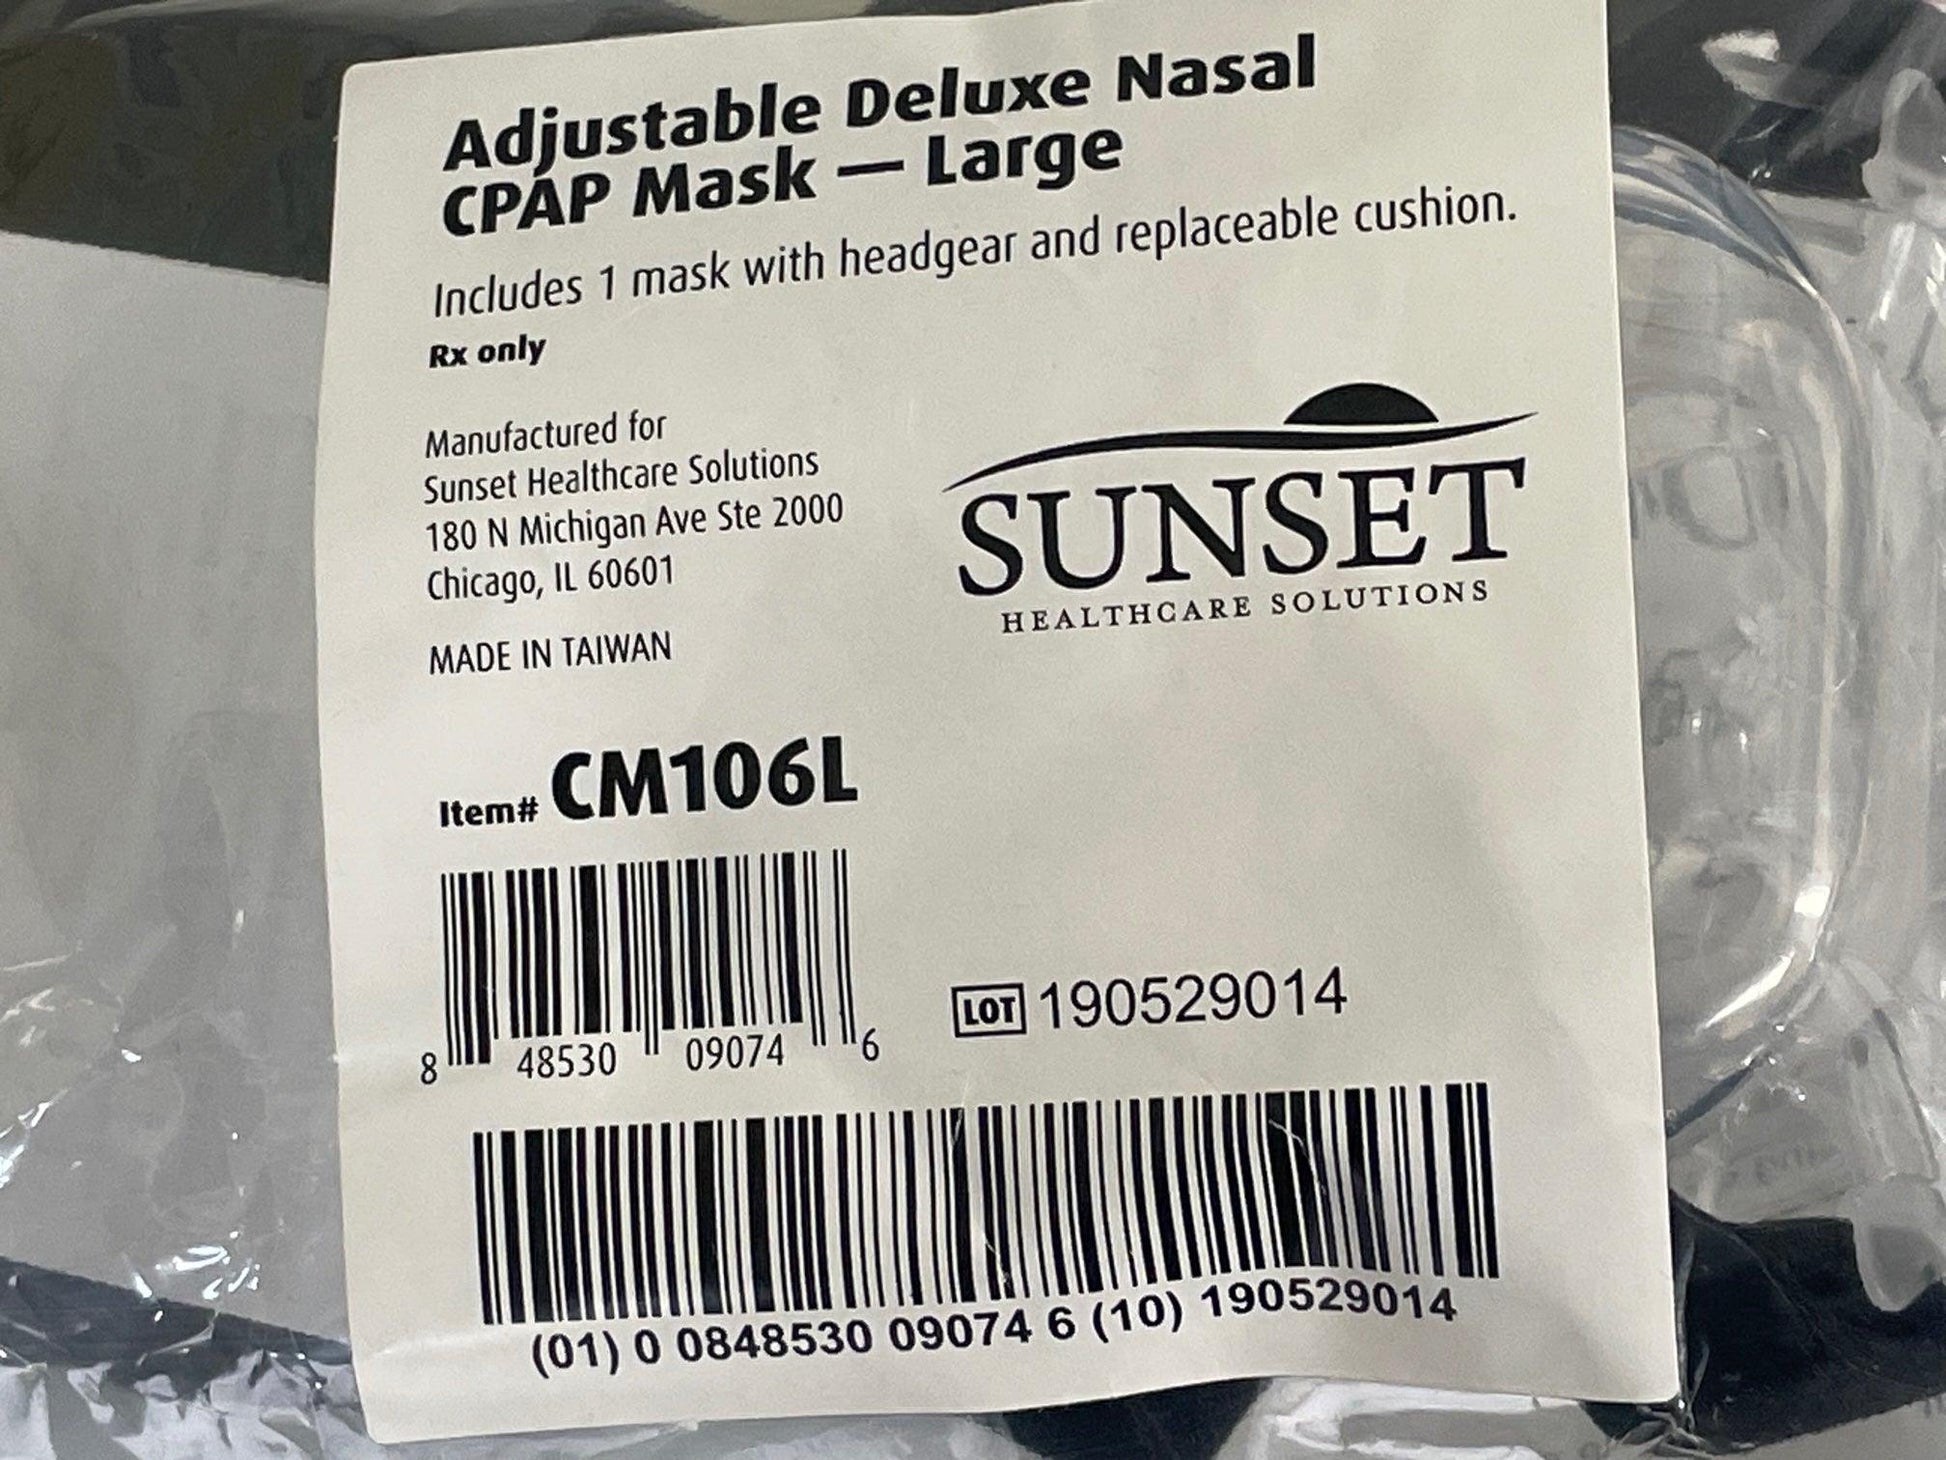 Adjustable Deluxe Nasal
CPAP Mask — Large
Includes 1 mask with headgear and replaceable cushion.
Rx only
Manufactured for
Sunset Healthcare Solutions
180 N Michigan Ave Ste 2000
Chicago, IL 60601
MADE IN TAIWAN
SUNSET
HEALTHCARE SOLUTIONS
Item# CM106L
8 48530 09074 6
LOT 190529014
(01) 0 0848530 09074 6 (10) 190529014